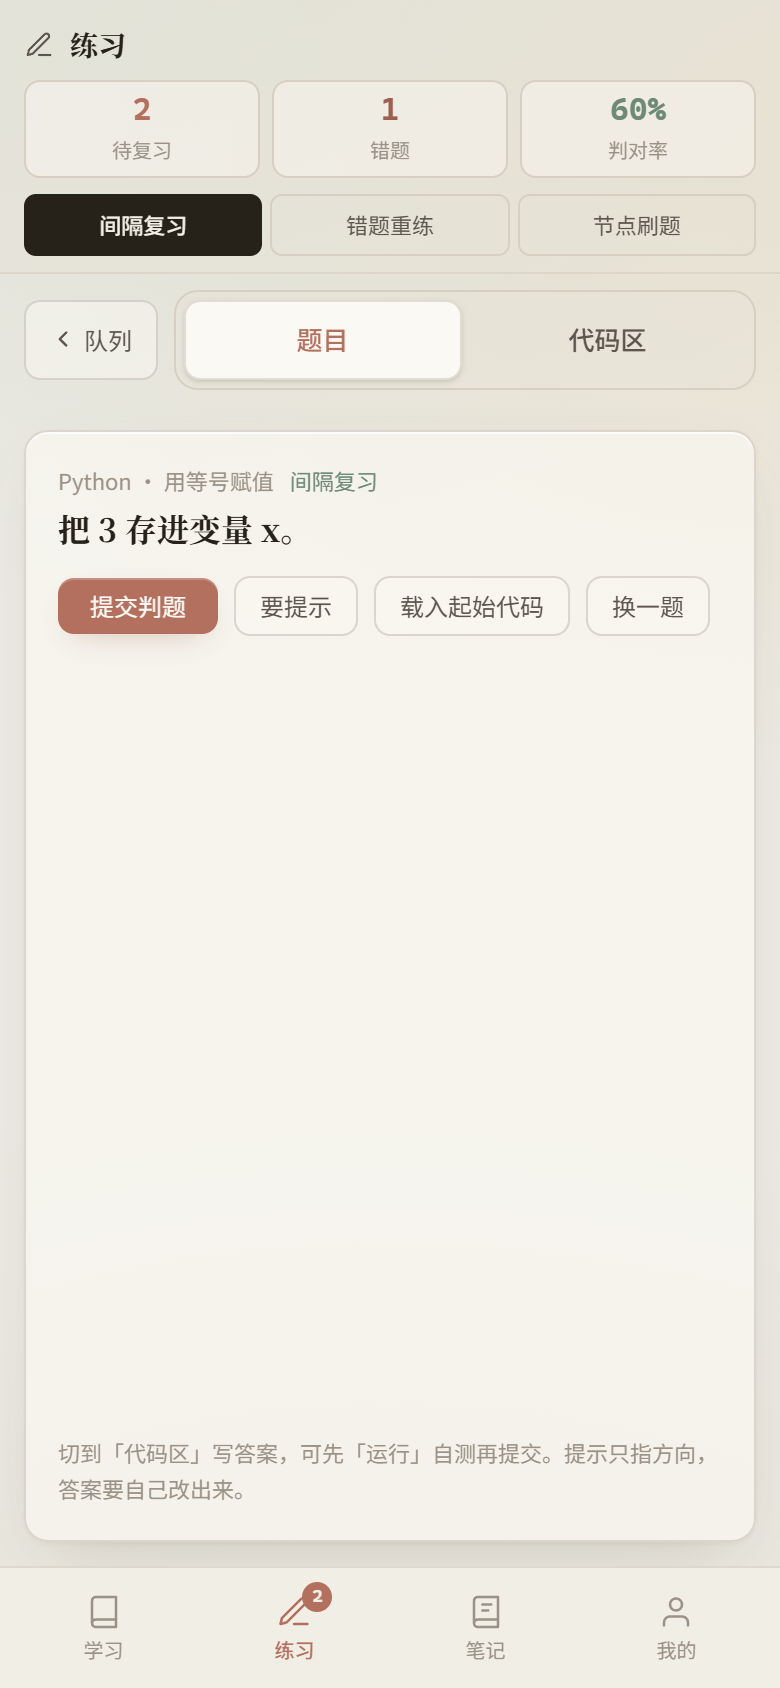 练习
2
待复习
1
错题
60%
判对率
间隔复习
错题重练
节点刷题
队列
题目
代码区
Python · 用等号赋值 间隔复习
把 3 存进变量 x。
提交判题
要提示
载入起始代码
换一题
切到「代码区」写答案，可先「运行」自测再提交。提示只指方向，
答案要自己改出来。
学习
2
练习
笔记
我的